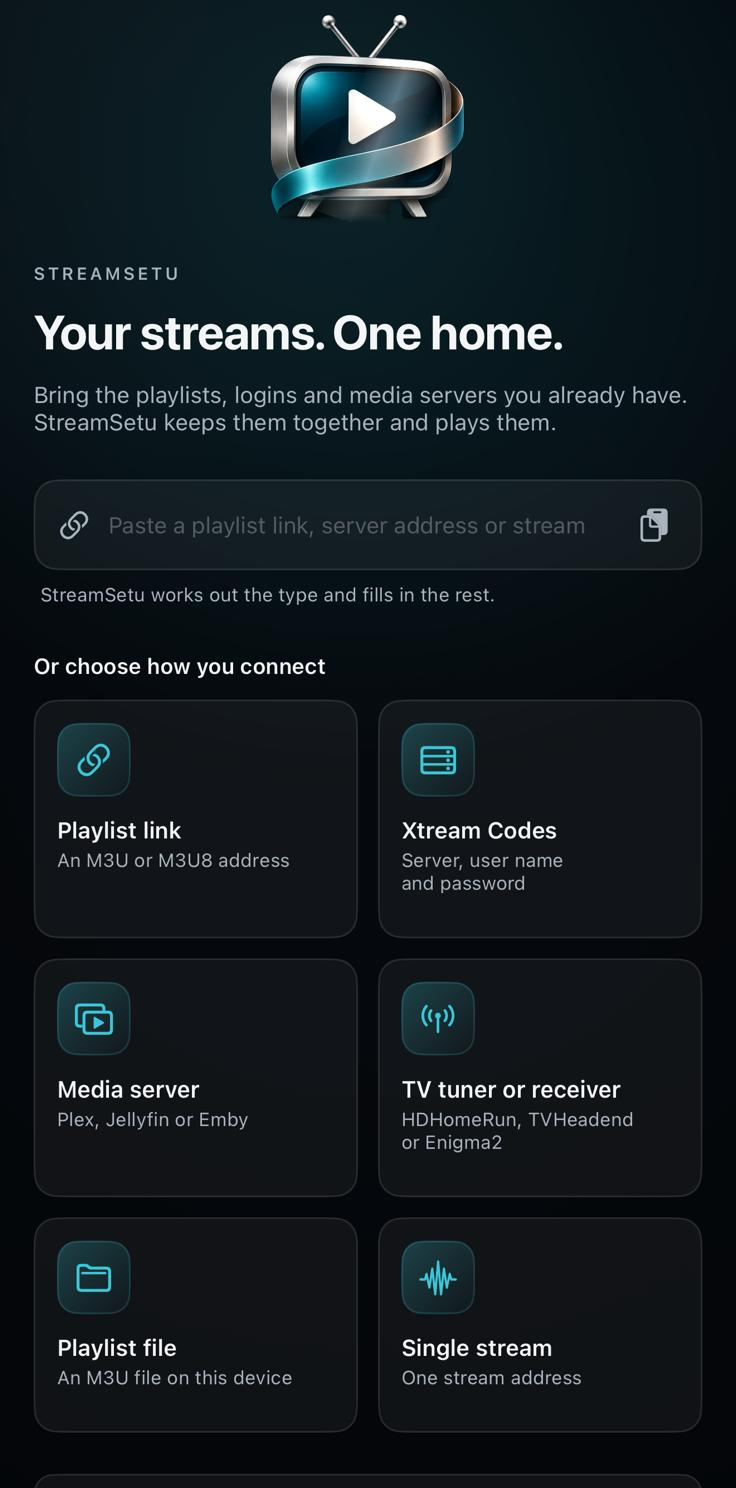 STREAMSETU
Your streams. One home.
Bring the playlists, logins and media servers you already have.
StreamSetu keeps them together and plays them.
Paste a playlist link, server address or stream
StreamSetu works out the type and fills in the rest.
Or choose how you connect
Playlist link
An M3U or M3U8 address
Xtream Codes
Server, user name
and password
Media server
Plex, Jellyfin or Emby
TV tuner or receiver
HDHomeRun, TVHeadend
or Enigma2
Playlist file
An M3U file on this device
Single stream
One stream address